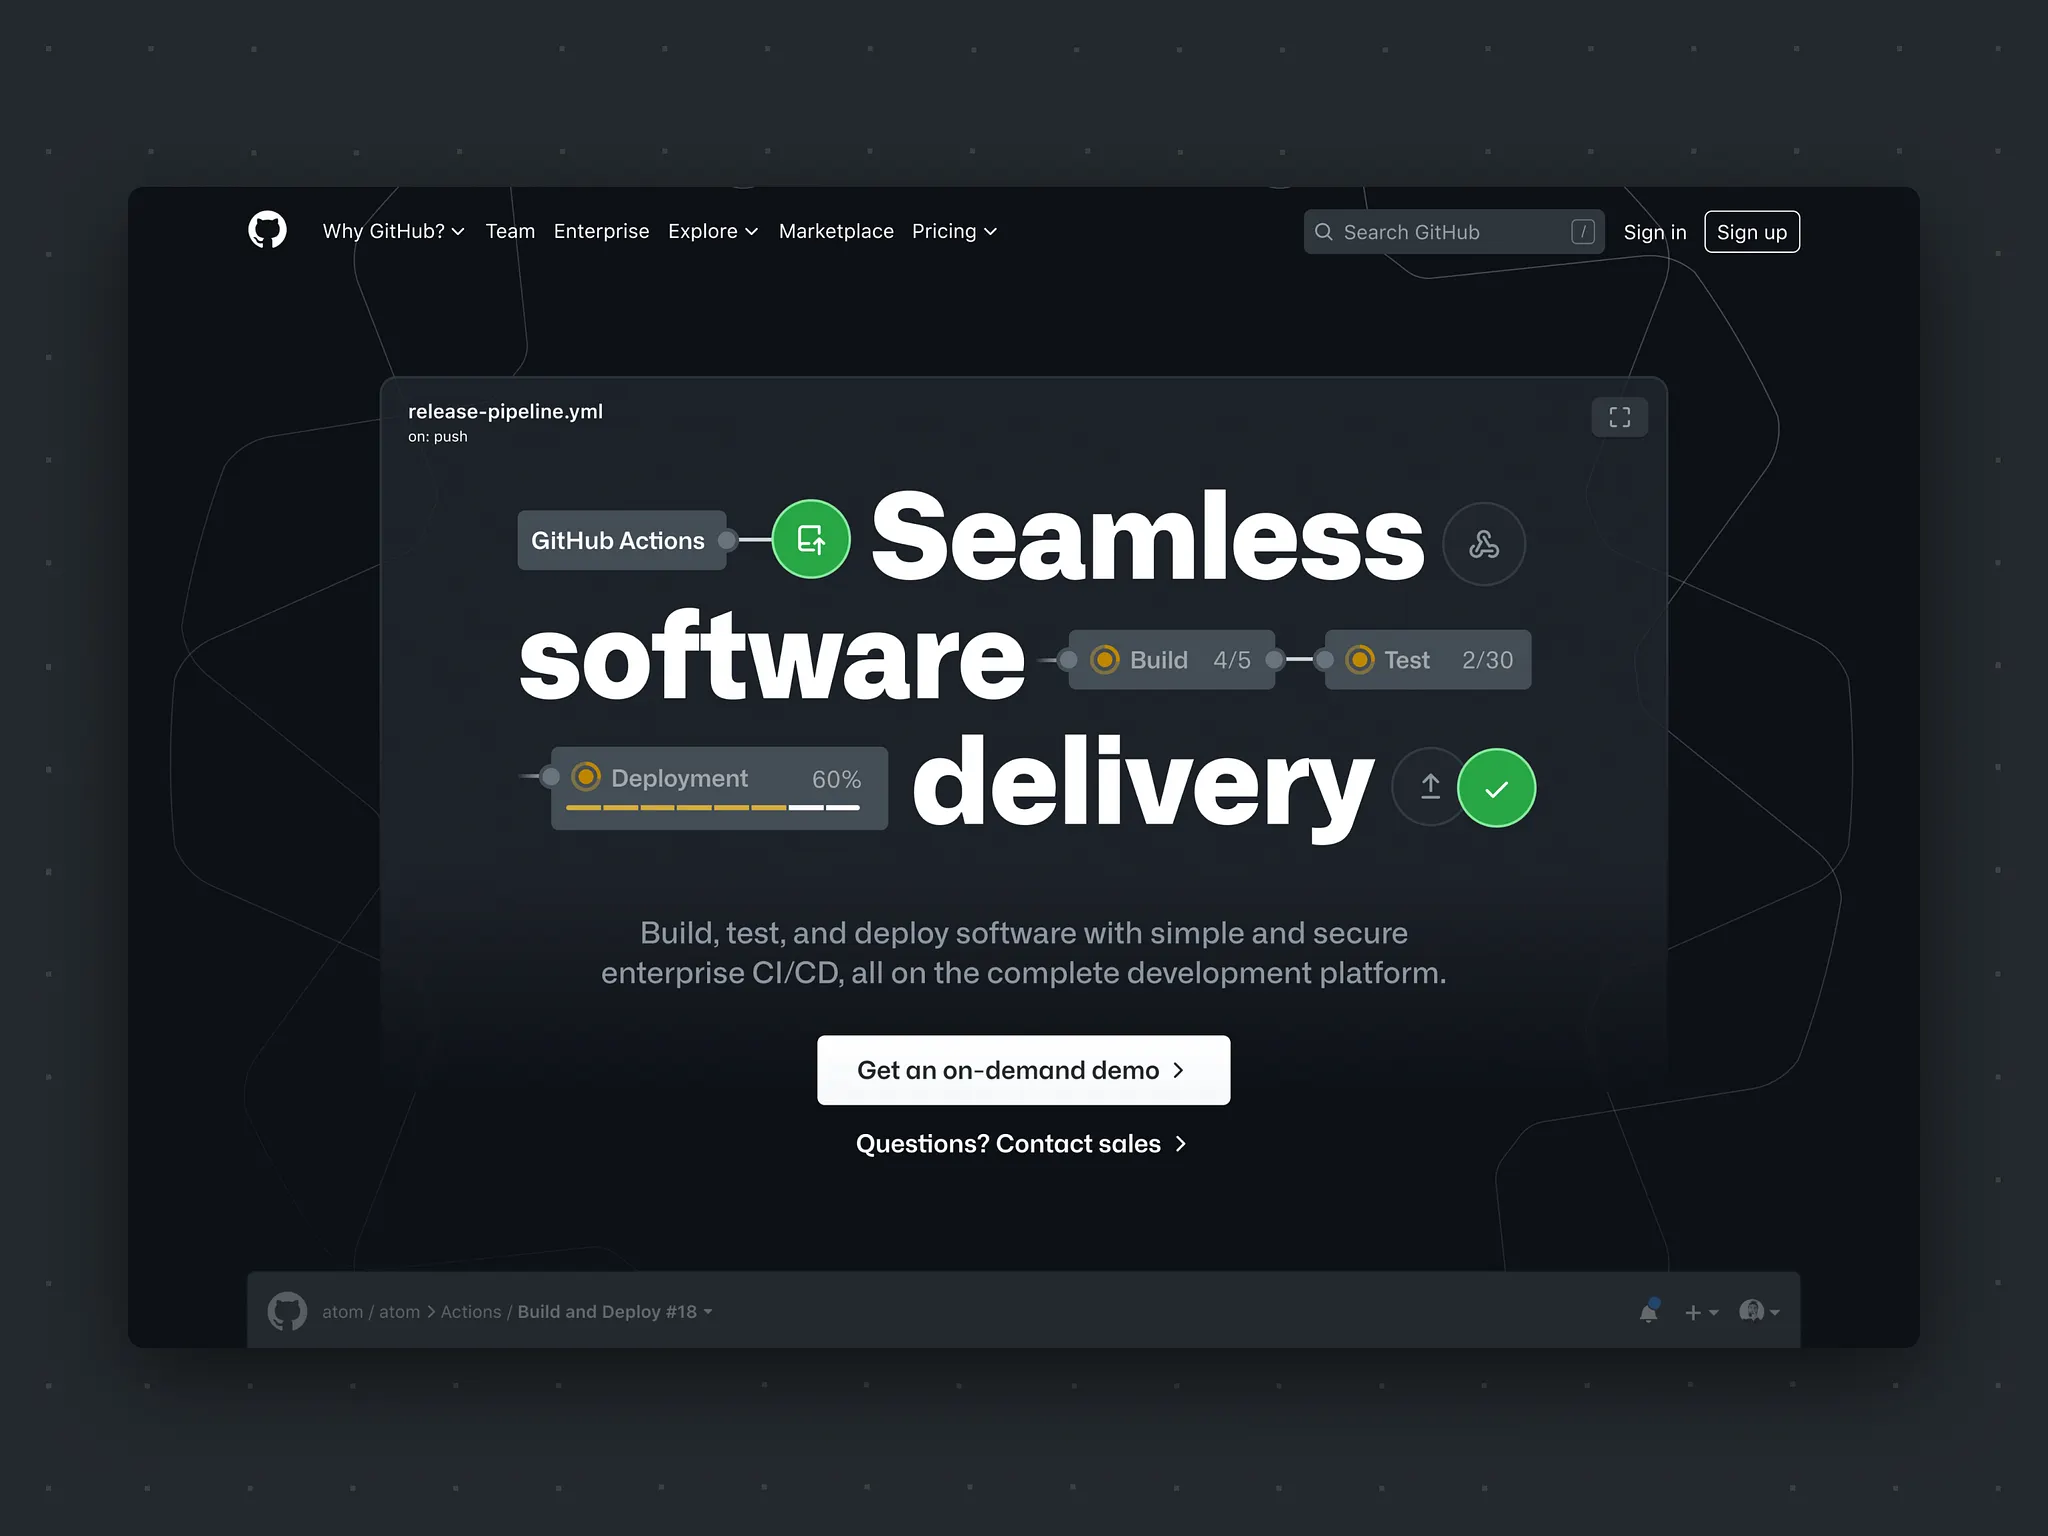 Why GitHub? Team Enterprise Explore Marketplace Pricing Search GitHub / Sign in Sign up
release-pipeline.yml
on: push
GitHub Actions Seamless
software Build 4/5 Test 2/30
Deployment 60% delivery
Build, test, and deploy software with simple and secure
enterprise CI/CD, all on the complete development platform.
Get an on-demand demo
Questions? Contact sales
atom / atom > Actions / Build and Deploy #18